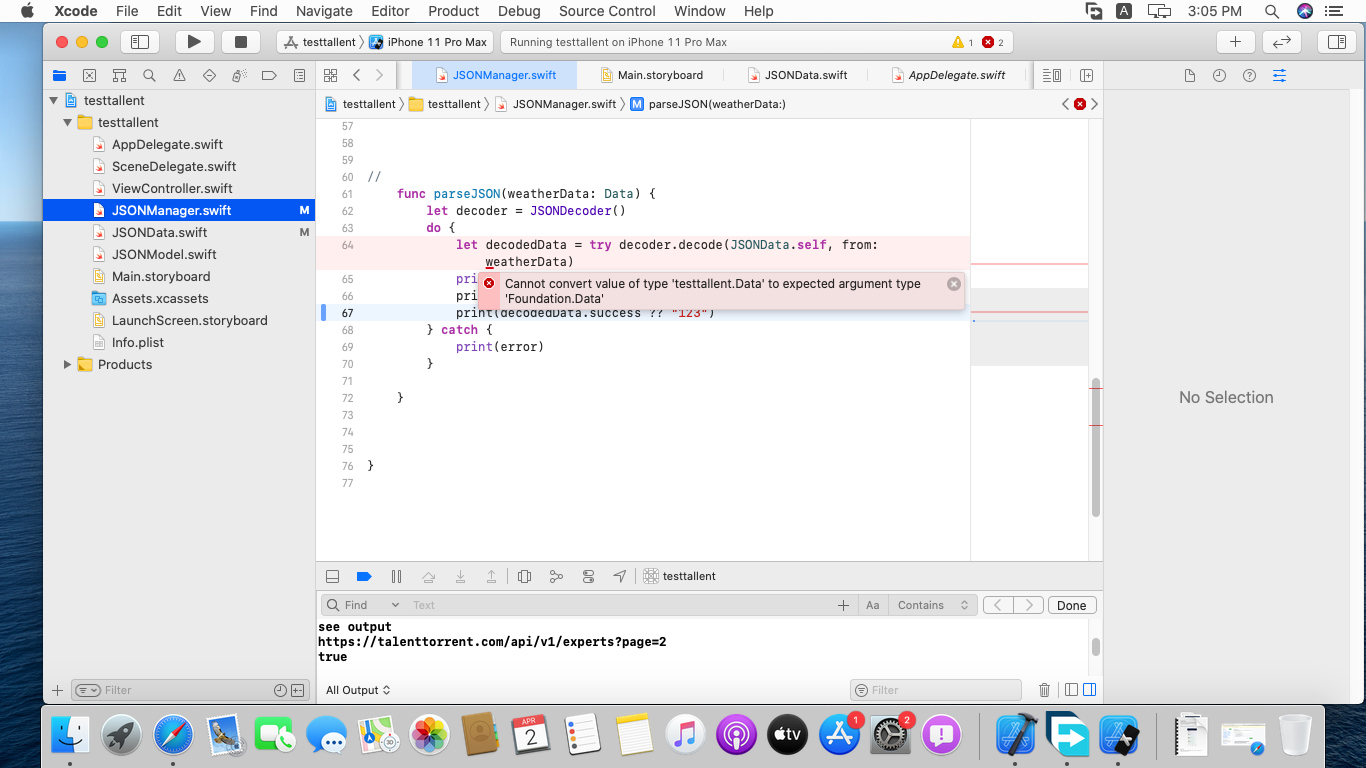 Xcode File Edit View Find Navigate Editor Product Debug Source Control Window Help A 3:05 PM
testtallent iPhone 11 Pro Max Running testtallent on iPhone 11 Pro Max 1 2
JSONManager.swift Main.storyboard JSONData.swift AppDelegate.swift
testtallent testtallent JSONManager.swift M parseJSON(weatherData:)
testtallent
testtallent
AppDelegate.swift
SceneDelegate.swift
ViewController.swift
JSONManager.swift M
JSONData.swift M
JSONModel.swift
Main.storyboard
Assets.xcassets
LaunchScreen.storyboard
Info.plist
Products
57
58
59
60 //
61 func parseJSON(weatherData: Data) {
62 let decoder = JSONDecoder()
63 do {
64 let decodedData = try decoder.decode(JSONData.self, from:
weatherData)
65 pri
Cannot convert value of type 'testtallent.Data' to expected argument type
66 pri
'Foundation.Data'
67 print(decodedData.success ?? "123")
68 } catch {
69 print(error)
70 }
71
72 }
73
74
75
76 }
77
No Selection
testtallent
Find Text Aa Contains Done
see output
https://talenttorrent.com/api/v1/experts?page=2
true
Filter All Output Filter
APR
2
3D
tv
1
2